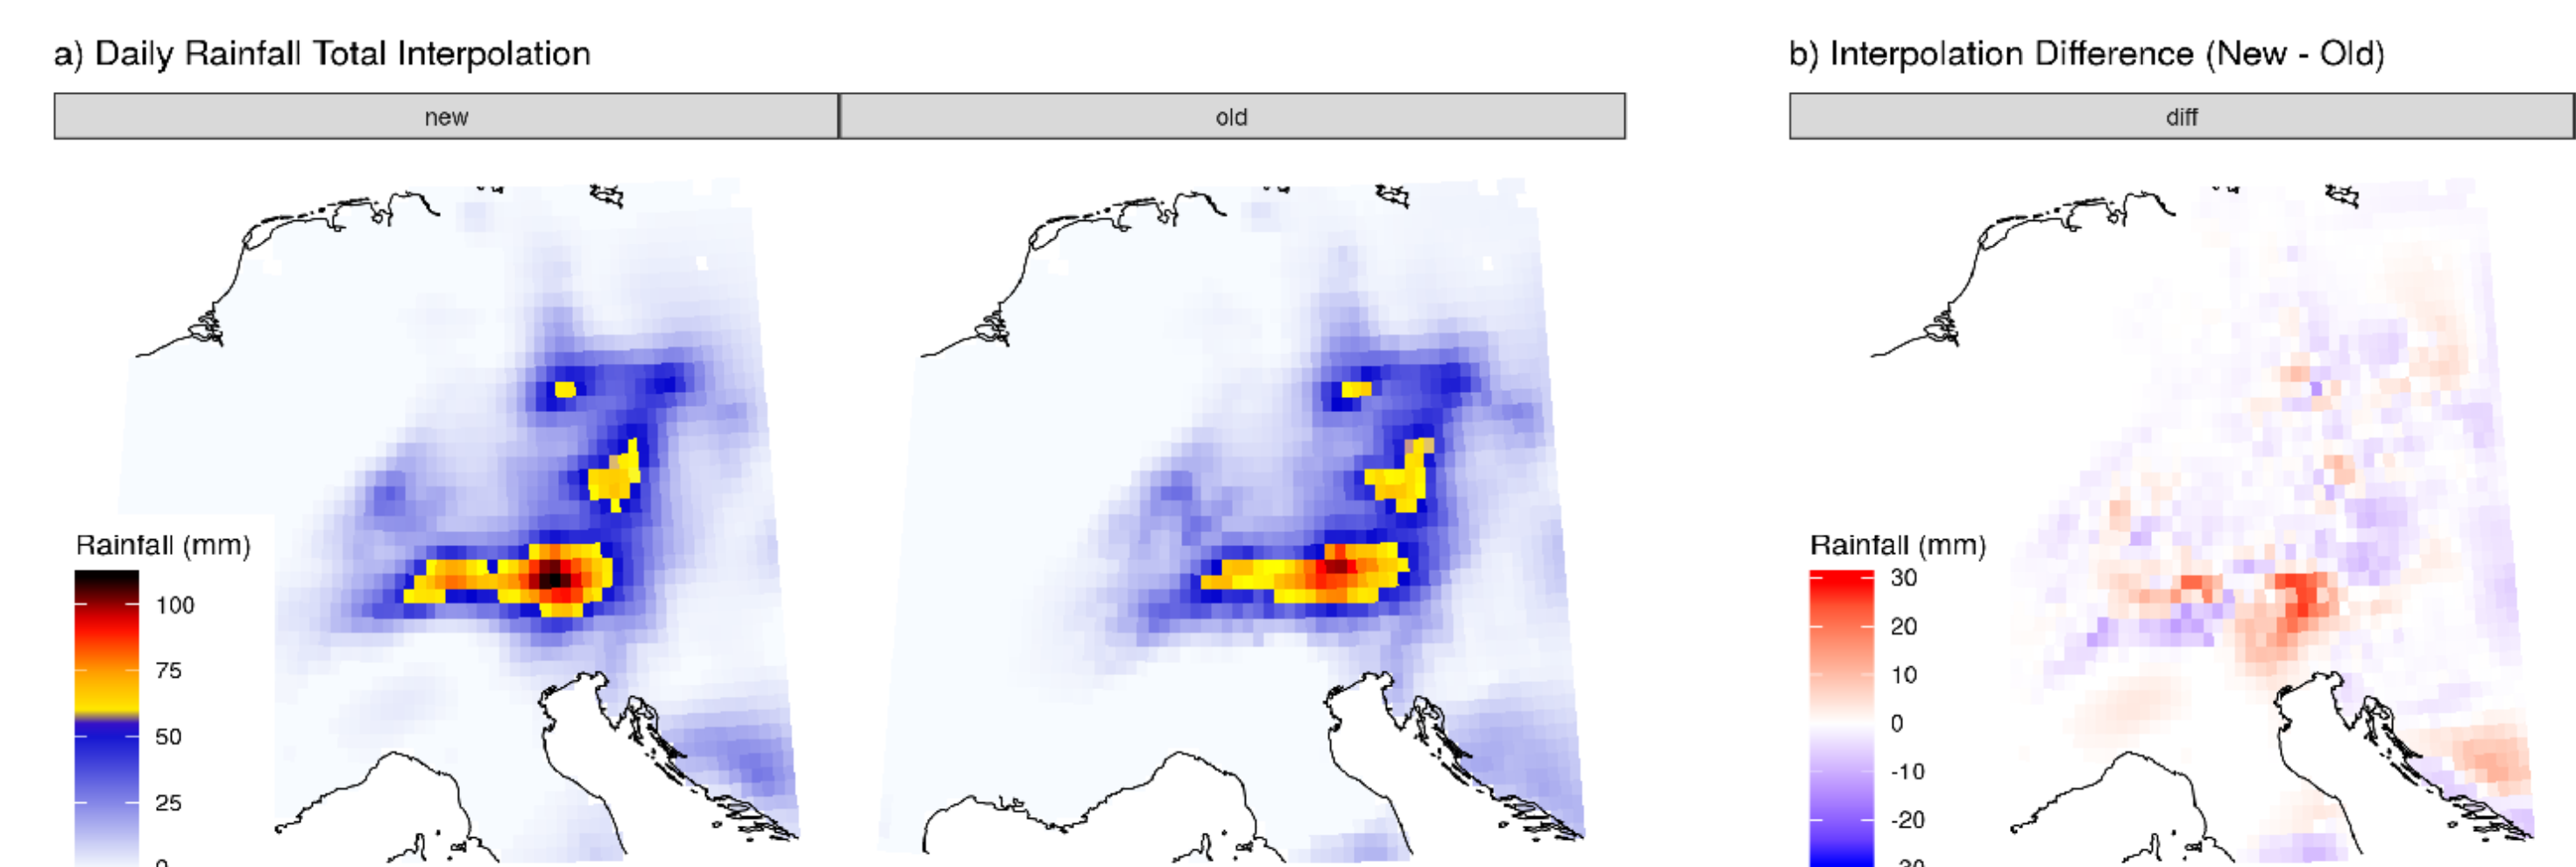 a) Daily Rainfall Total Interpolation
b) Interpolation Difference (New - Old)
new
old
diff
Rainfall (mm)
100
75
50
25
Rainfall (mm)
30
20
10
0
-10
-20